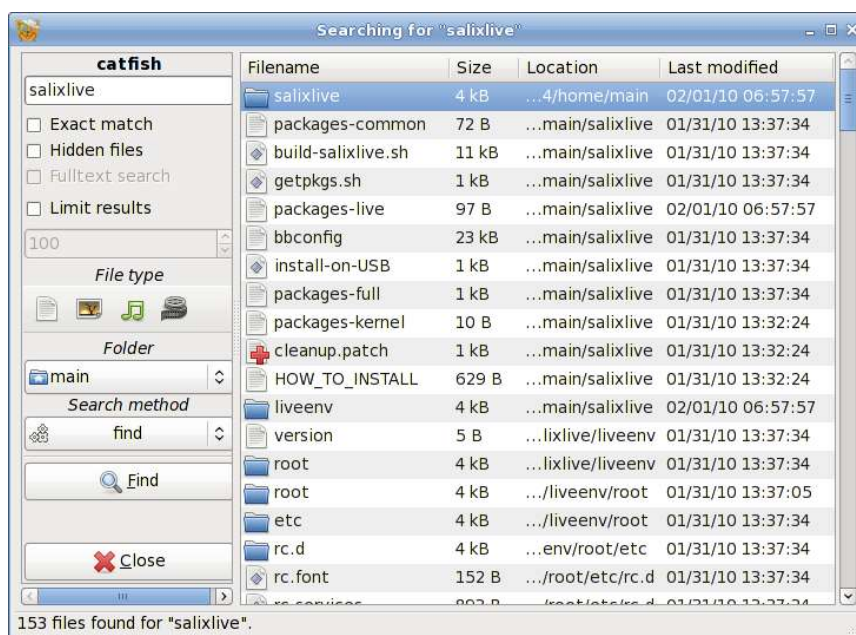 Searching for "salixlive"
catfish
salixlive
Exact match
Hidden files
Fulltext search
Limit results
100
File type
Folder
main
Search method
find
Find
Close
Filename Size Location Last modified
salixlive 4 kB ...4/home/main 02/01/10 06:57:57
packages-common 72 B ...main/salixlive 01/31/10 13:37:34
build-salixlive.sh 11 kB ...main/salixlive 01/31/10 13:37:34
getpkgs.sh 1 kB ...main/salixlive 01/31/10 13:37:34
packages-live 97 B ...main/salixlive 02/01/10 06:57:57
bbconfig 23 kB ...main/salixlive 01/31/10 13:37:34
install-on-USB 1 kB ...main/salixlive 01/31/10 13:37:34
packages-full 1 kB ...main/salixlive 01/31/10 13:37:34
packages-kernel 10 B ...main/salixlive 01/31/10 13:32:24
cleanup.patch 1 kB ...main/salixlive 01/31/10 13:32:24
HOW_TO_INSTALL 629 B ...main/salixlive 01/31/10 13:32:24
liveenv 4 kB ...main/salixlive 02/01/10 06:57:57
version 5 B ...lixlive/liveenv 01/31/10 13:37:34
root 4 kB ...lixlive/liveenv 01/31/10 13:37:34
root 4 kB .../liveenv/root 01/31/10 13:37:05
etc 4 kB .../liveenv/root 01/31/10 13:37:34
rc.d 4 kB ...env/root/etc 01/31/10 13:37:34
rc.font 152 B .../root/etc/rc.d 01/31/10 13:37:34
153 files found for "salixlive".